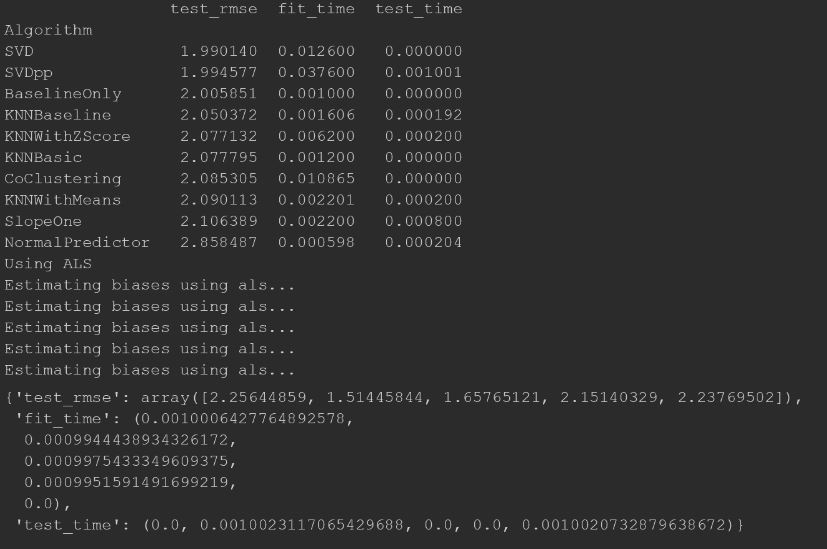 test_rmse fit_time test_time
Algorithm
SVD 1.990140 0.012600 0.000000
SVDpp 1.994577 0.037600 0.001001
BaselineOnly 2.005851 0.001000 0.000000
KNNBaseline 2.050372 0.001606 0.000192
KNNWithZScore 2.077132 0.006200 0.000200
KNNBasic 2.077795 0.001200 0.000000
CoClustering 2.085305 0.010865 0.000000
KNNWithMeans 2.090113 0.002201 0.000200
SlopeOne 2.106389 0.002200 0.000800
NormalPredictor 2.858487 0.000598 0.000204
Using ALS
Estimating biases using als...
Estimating biases using als...
Estimating biases using als...
Estimating biases using als...
Estimating biases using als...
{'test_rmse': array([2.25644859, 1.51445844, 1.65765121, 2.15140329, 2.23769502]),
'fit_time': (0.0010006427764892578,
0.0009944438934326172,
0.0009975433349609375,
0.0009951591491699219,
0.0),
'test_time': (0.0, 0.0010023117065429688, 0.0, 0.0, 0.0010020732879638672)}